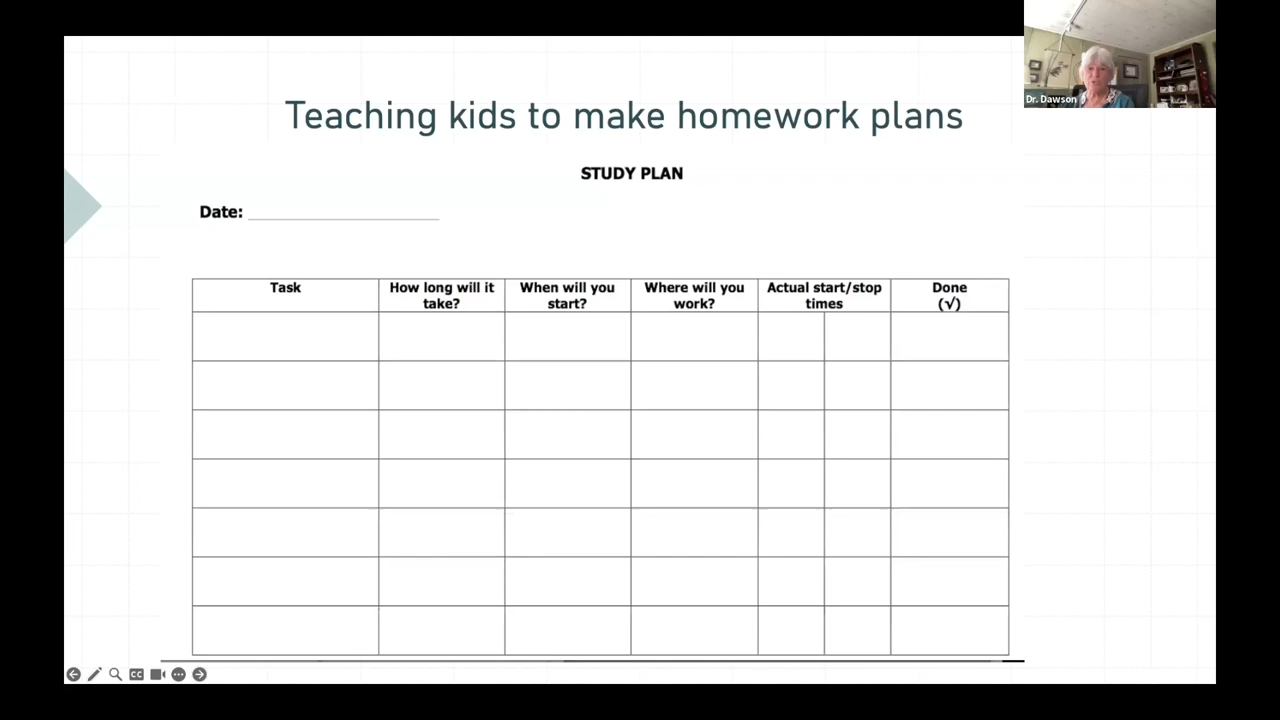 Dr. Dawson
Teaching kids to make homework plans
STUDY PLAN
Date:
Task
How long will it
take?
When will you
start?
Where will you
work?
Actual start/stop
times
Done
(√)
CC